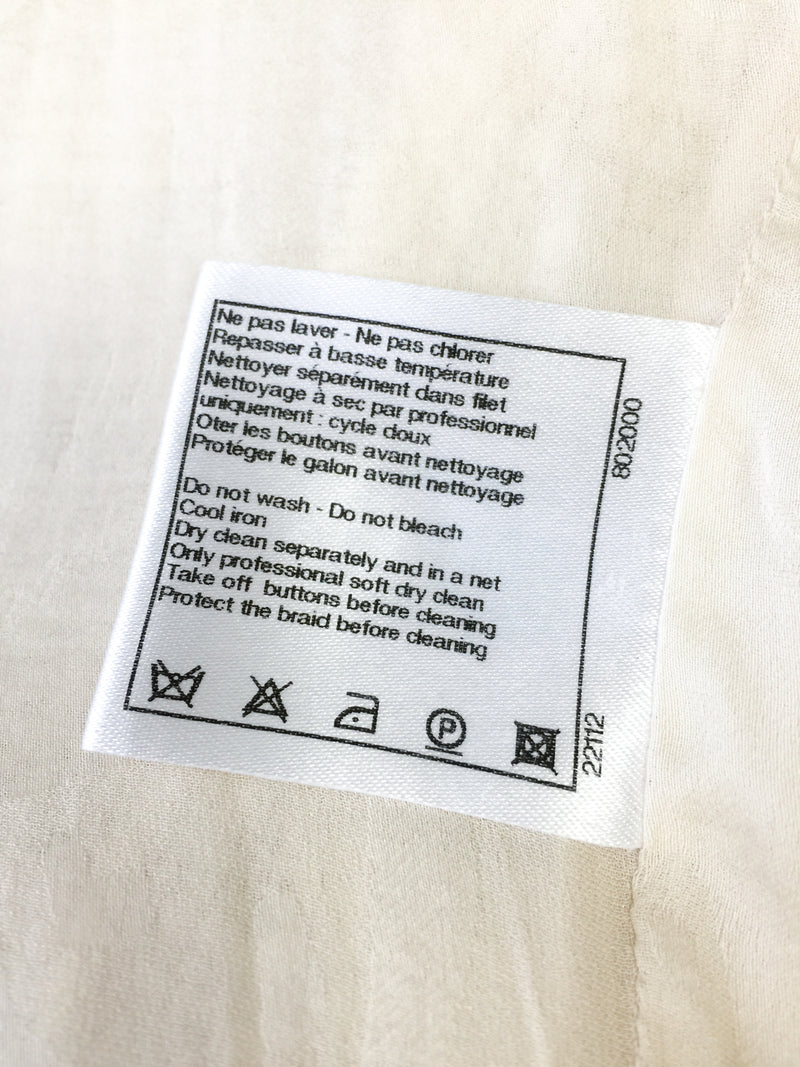 Ne pas laver - Ne pas chlorer
Repasser à basse température
Nettoyer séparément dans filet
Nettoyage à sec par professionnel
uniquement : cycle doux
Oter les boutons avant nettoyage
Protéger le galon avant nettoyage
Do not wash - Do not bleach
Cool iron
Dry clean separately and in a net
Only professional soft dry clean
Take off buttons before cleaning
Protect the braid before cleaning
P
802000
22112